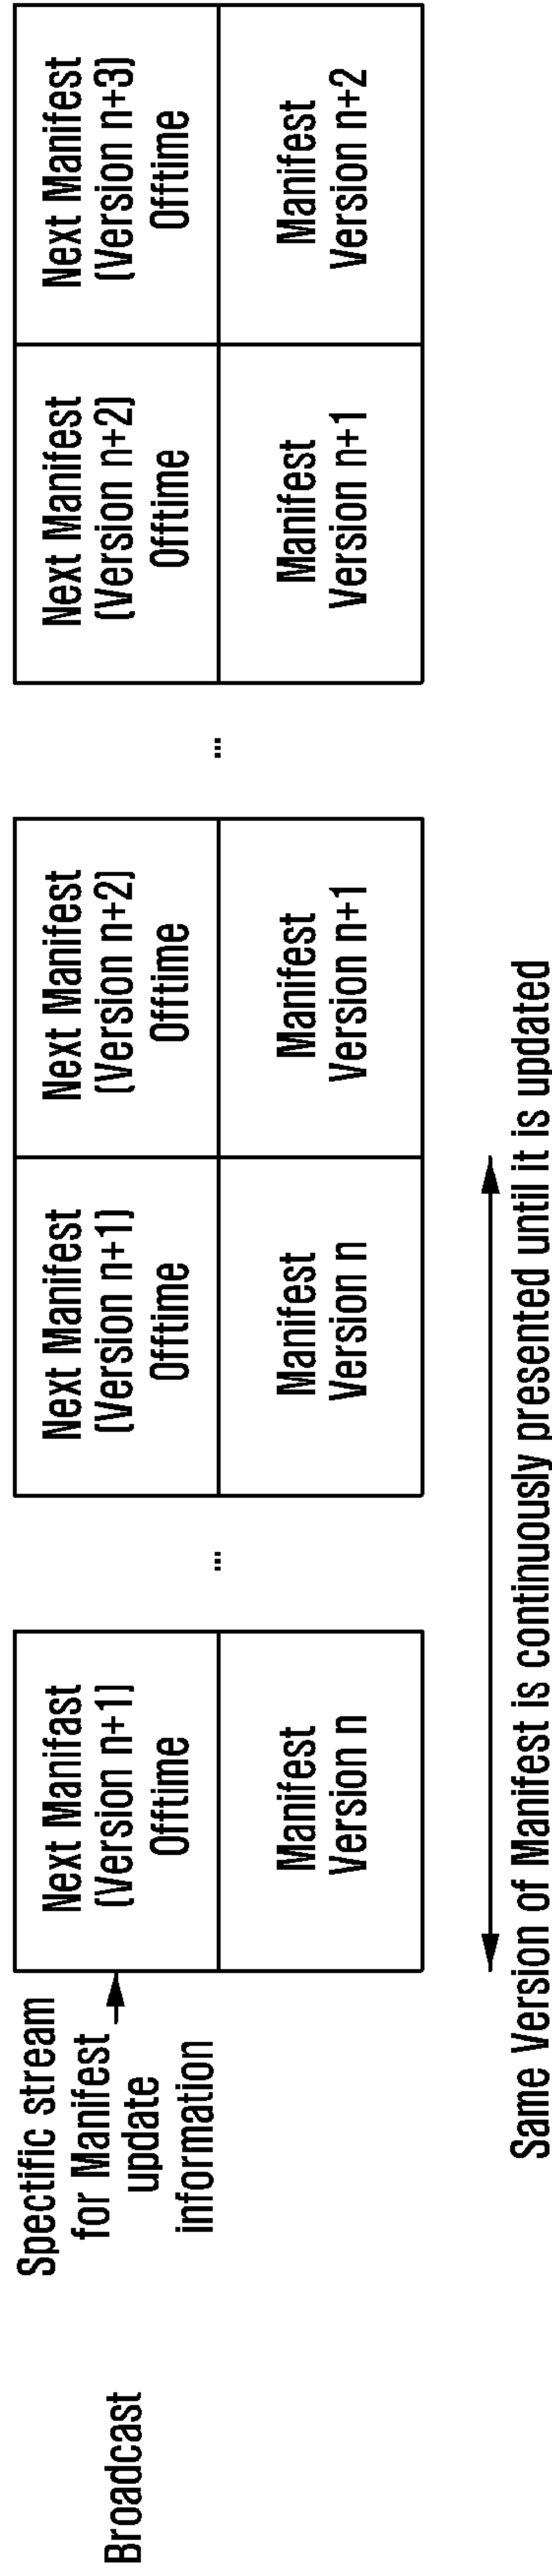 Broadcast
Spectific stream
for Manifest
update
information
Next Manifast
(Version n+1)
Offtime
Manifest
Version n
...
Next Manifest
(Version n+1)
Offtime
Manifest
Version n
Next Manifest
(Version n+2)
Offtime
Manifest
Version n+1
...
Next Manifest
(Version n+2)
Offtime
Manifest
Version n+1
Next Manifest
(Version n+3)
Offtime
Manifest
Version n+2
Same Version of Manifest is continuously presented until it is updated